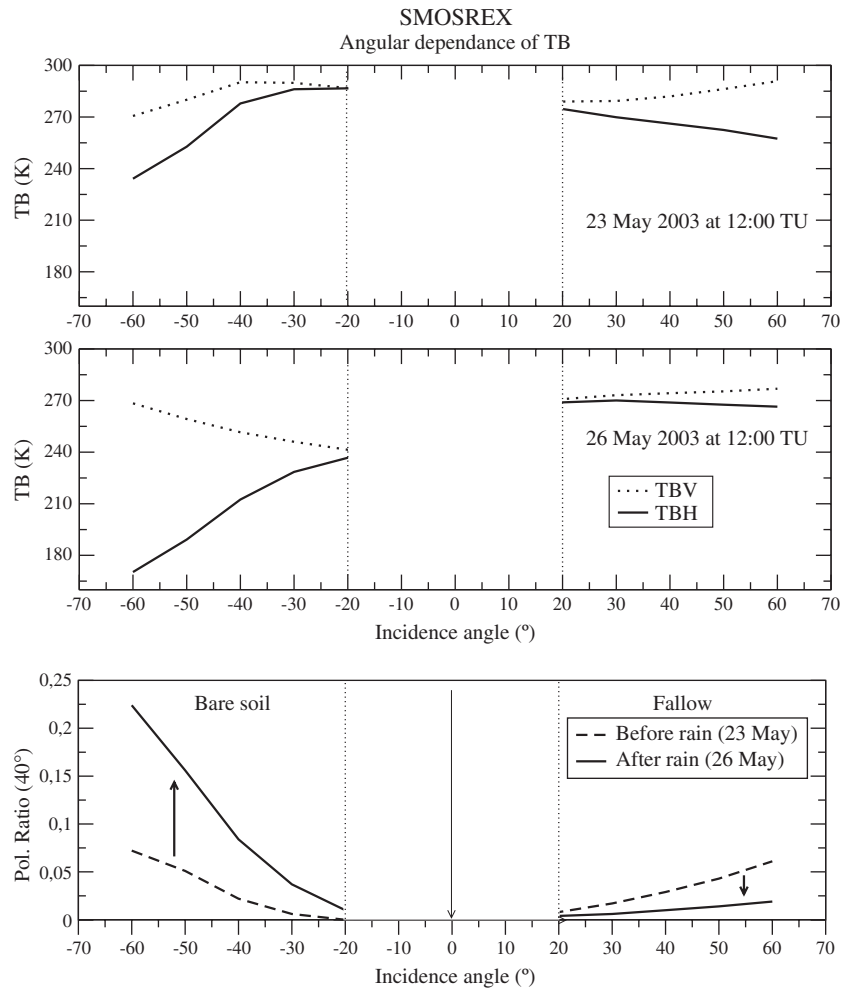 SMOSREX
Angular dependance of TB
300
270
240
210
180
TB (K)
23 May 2003 at 12:00 TU
-70 -60 -50 -40 -30 -20 -10 0 10 20 30 40 50 60 70
300
270
240
210
180
TB (K)
26 May 2003 at 12:00 TU
TBV
TBH
-70 -60 -50 -40 -30 -20 -10 0 10 20 30 40 50 60 70
Incidence angle (º)
0,25
0,2
0,15
0,1
0,05
0
Pol. Ratio (40°)
Bare soil
Fallow
Before rain (23 May)
After rain (26 May)
-70 -60 -50 -40 -30 -20 -10 0 10 20 30 40 50 60 70
Incidence angle (º)